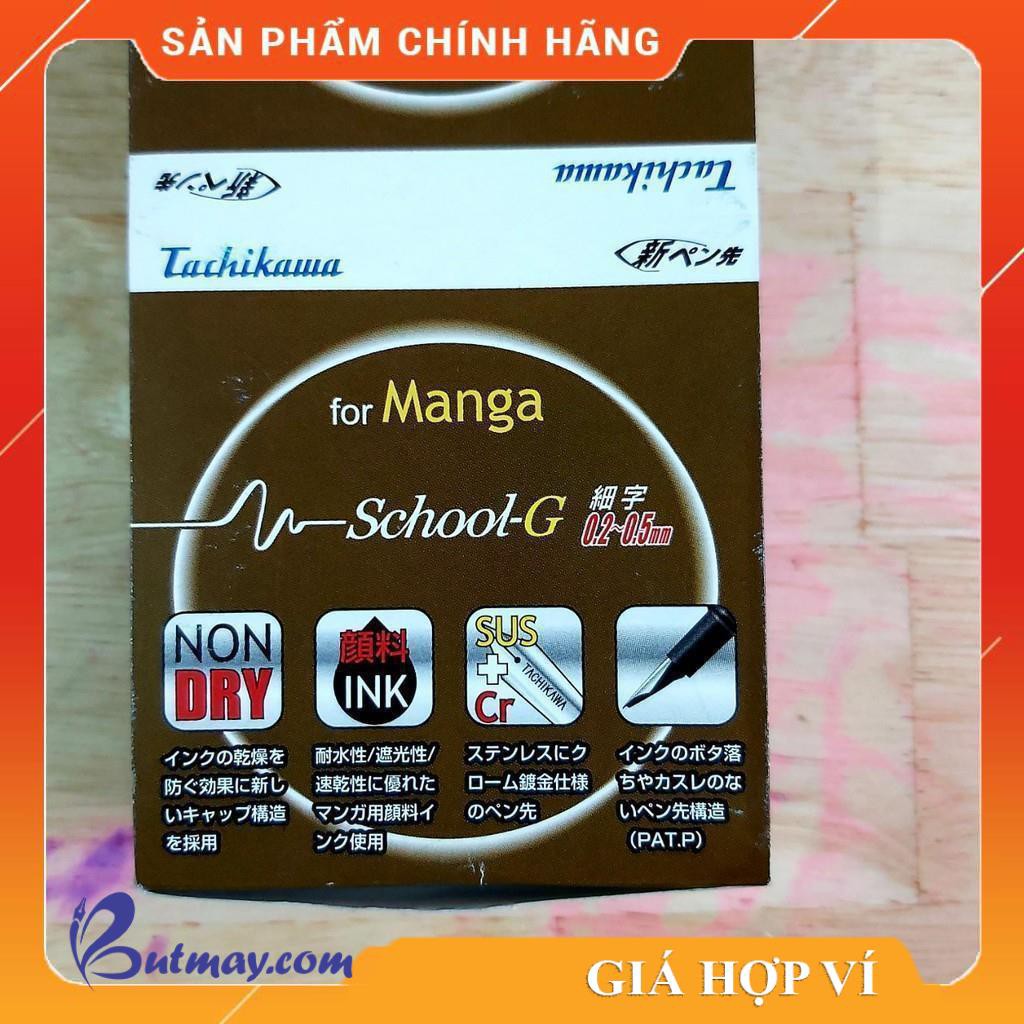 SẢN PHẨM CHÍNH HÃNG
新ペン先
Tachikawa
Tachikawa
新ペン先
for Manga
School-G
細字
0.2~0.5mm
NON
DRY
顔料
INK
SUS
+
Cr
TACHIKAWA
インクの乾燥を
防ぐ効果に新し
いキャップ構造
を採用
耐水性/遮光性/
速乾性に優れた
マンガ用顔料イ
ンク使用
ステンレスにク
ローム鍍金仕様
のペン先
インクのボタ落
ちやカスレのな
いペン先構造
(PAT.P)
Butmay.com
GIÁ HỢP VÍ